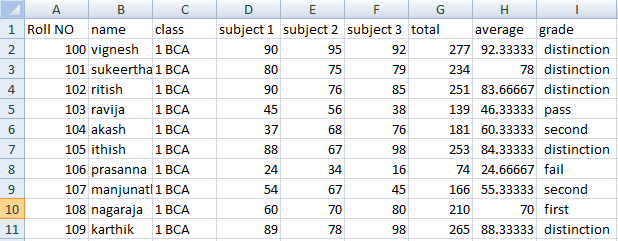 A B C D E F G H I
1 Roll NO name class subject 1 subject 2 subject 3 total average grade
2 100 vignesh 1 BCA 90 95 92 277 92.33333 distinction
3 101 sukeertha 1 BCA 80 75 79 234 78 distinction
4 102 ritish 1 BCA 90 76 85 251 83.66667 distinction
5 103 ravija 1 BCA 45 56 38 139 46.33333 pass
6 104 akash 1 BCA 37 68 76 181 60.33333 second
7 105 ithish 1 BCA 88 67 98 253 84.33333 distinction
8 106 prasanna 1 BCA 24 34 16 74 24.66667 fail
9 107 manjunath 1 BCA 54 67 45 166 55.33333 second
10 108 nagaraja 1 BCA 60 70 80 210 70 first
11 109 karthik 1 BCA 89 78 98 265 88.33333 distinction